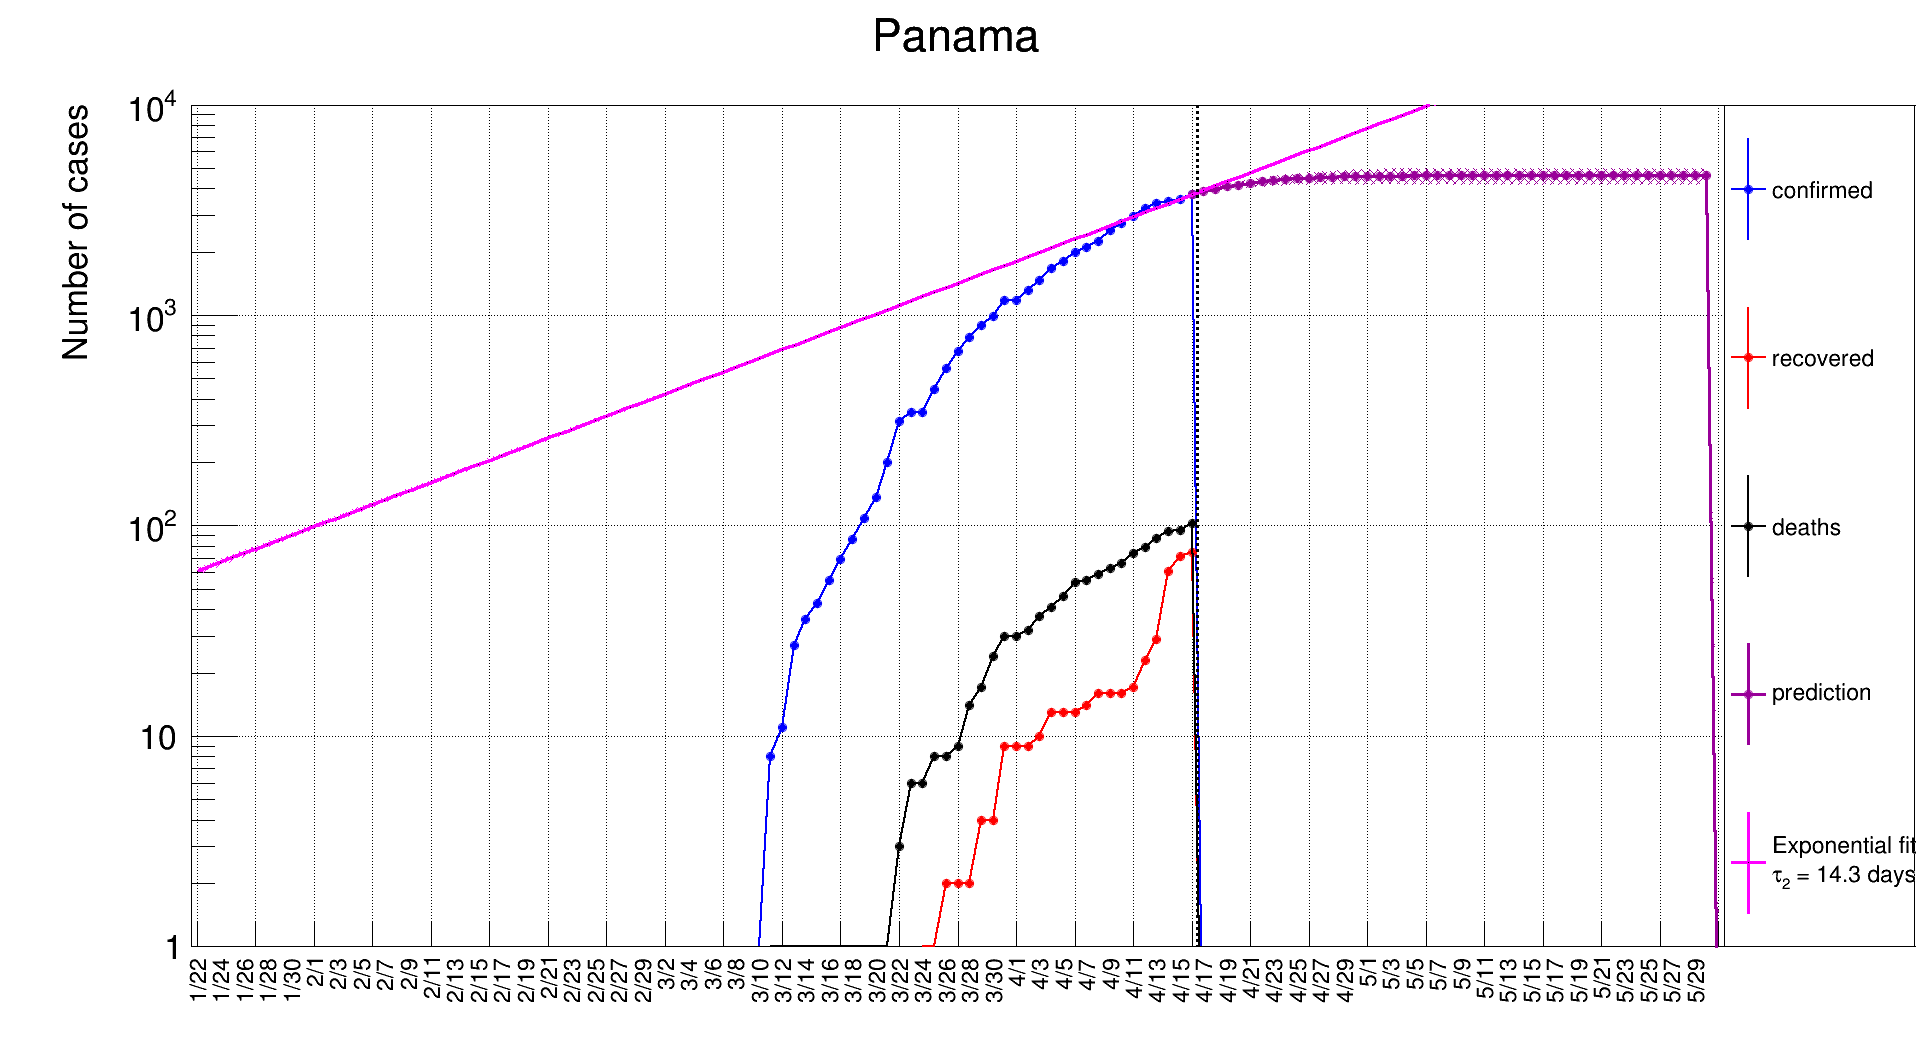 Panama
Number of cases
10⁴
10³
10²
10
1
1/22 1/24 1/26 1/28 1/30 2/1 2/3 2/5 2/7 2/9 2/11 2/13 2/15 2/17 2/19 2/21 2/23 2/25 2/27 2/29 3/2 3/4 3/6 3/8 3/10 3/12 3/14 3/16 3/18 3/20 3/22 3/24 3/26 3/28 3/30 4/1 4/3 4/5 4/7 4/9 4/11 4/13 4/15 4/17 4/19 4/21 4/23 4/25 4/27 4/29 5/1 5/3 5/5 5/7 5/9 5/11 5/13 5/15 5/17 5/19 5/21 5/23 5/25 5/27 5/29
confirmed
recovered
deaths
prediction
Exponential fit
τ₂ = 14.3 days